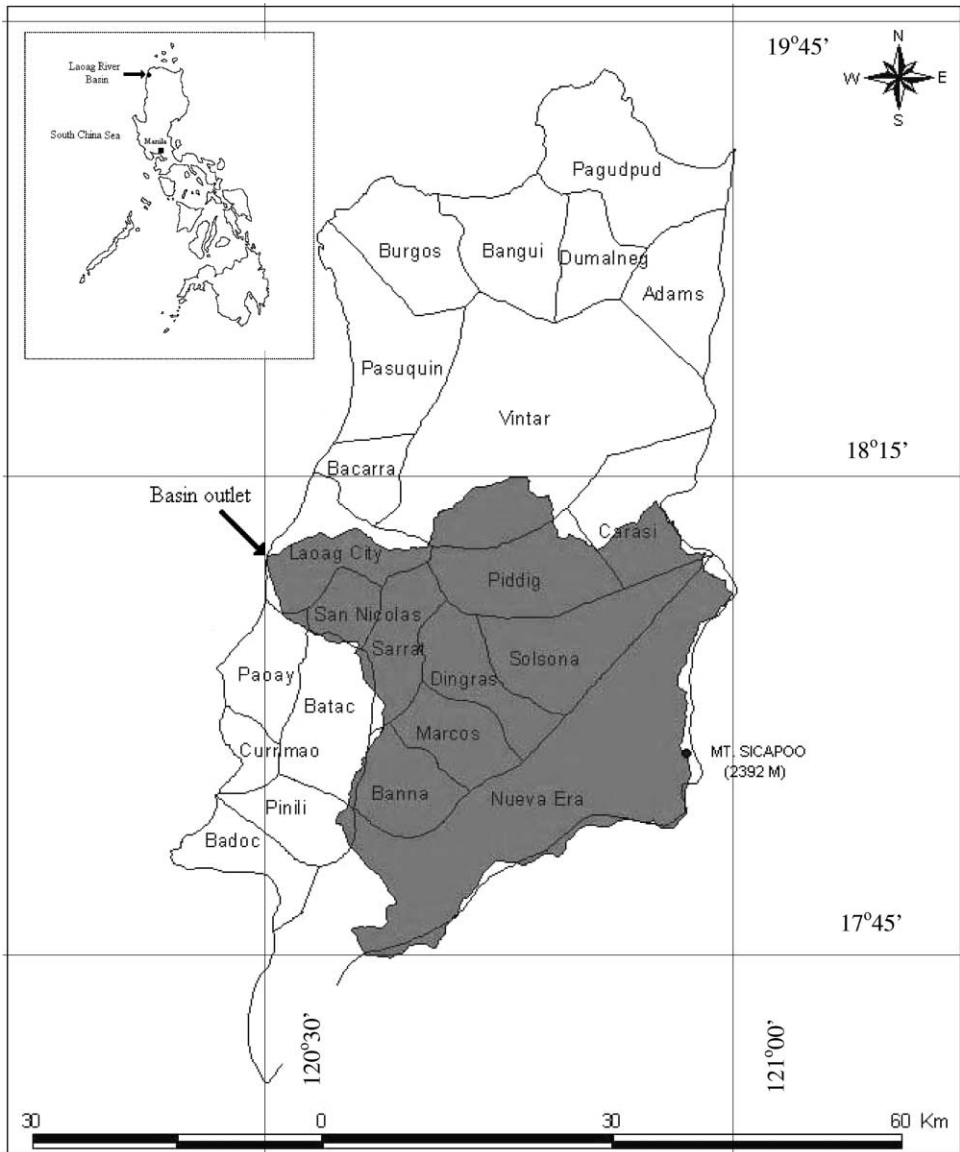 Laoag River
Basin
South China Sea
Manila
19°45'
N
W E
S
Pagudpud
Burgos
Bangui
Dumalneg
Adams
Pasuquin
Vintar
18°15'
Bacarra
Basin outlet
Carasi
Laoag City
Piddig
San Nicolas
Sarrat
Solsona
Dingras
Paoay
Batac
Marcos
Currimao
MT. SICAPOO
(2392 M)
Banna
Nueva Era
Pinili
Badoc
17°45'
120°30'
121°00'
30 0 30 60 Km